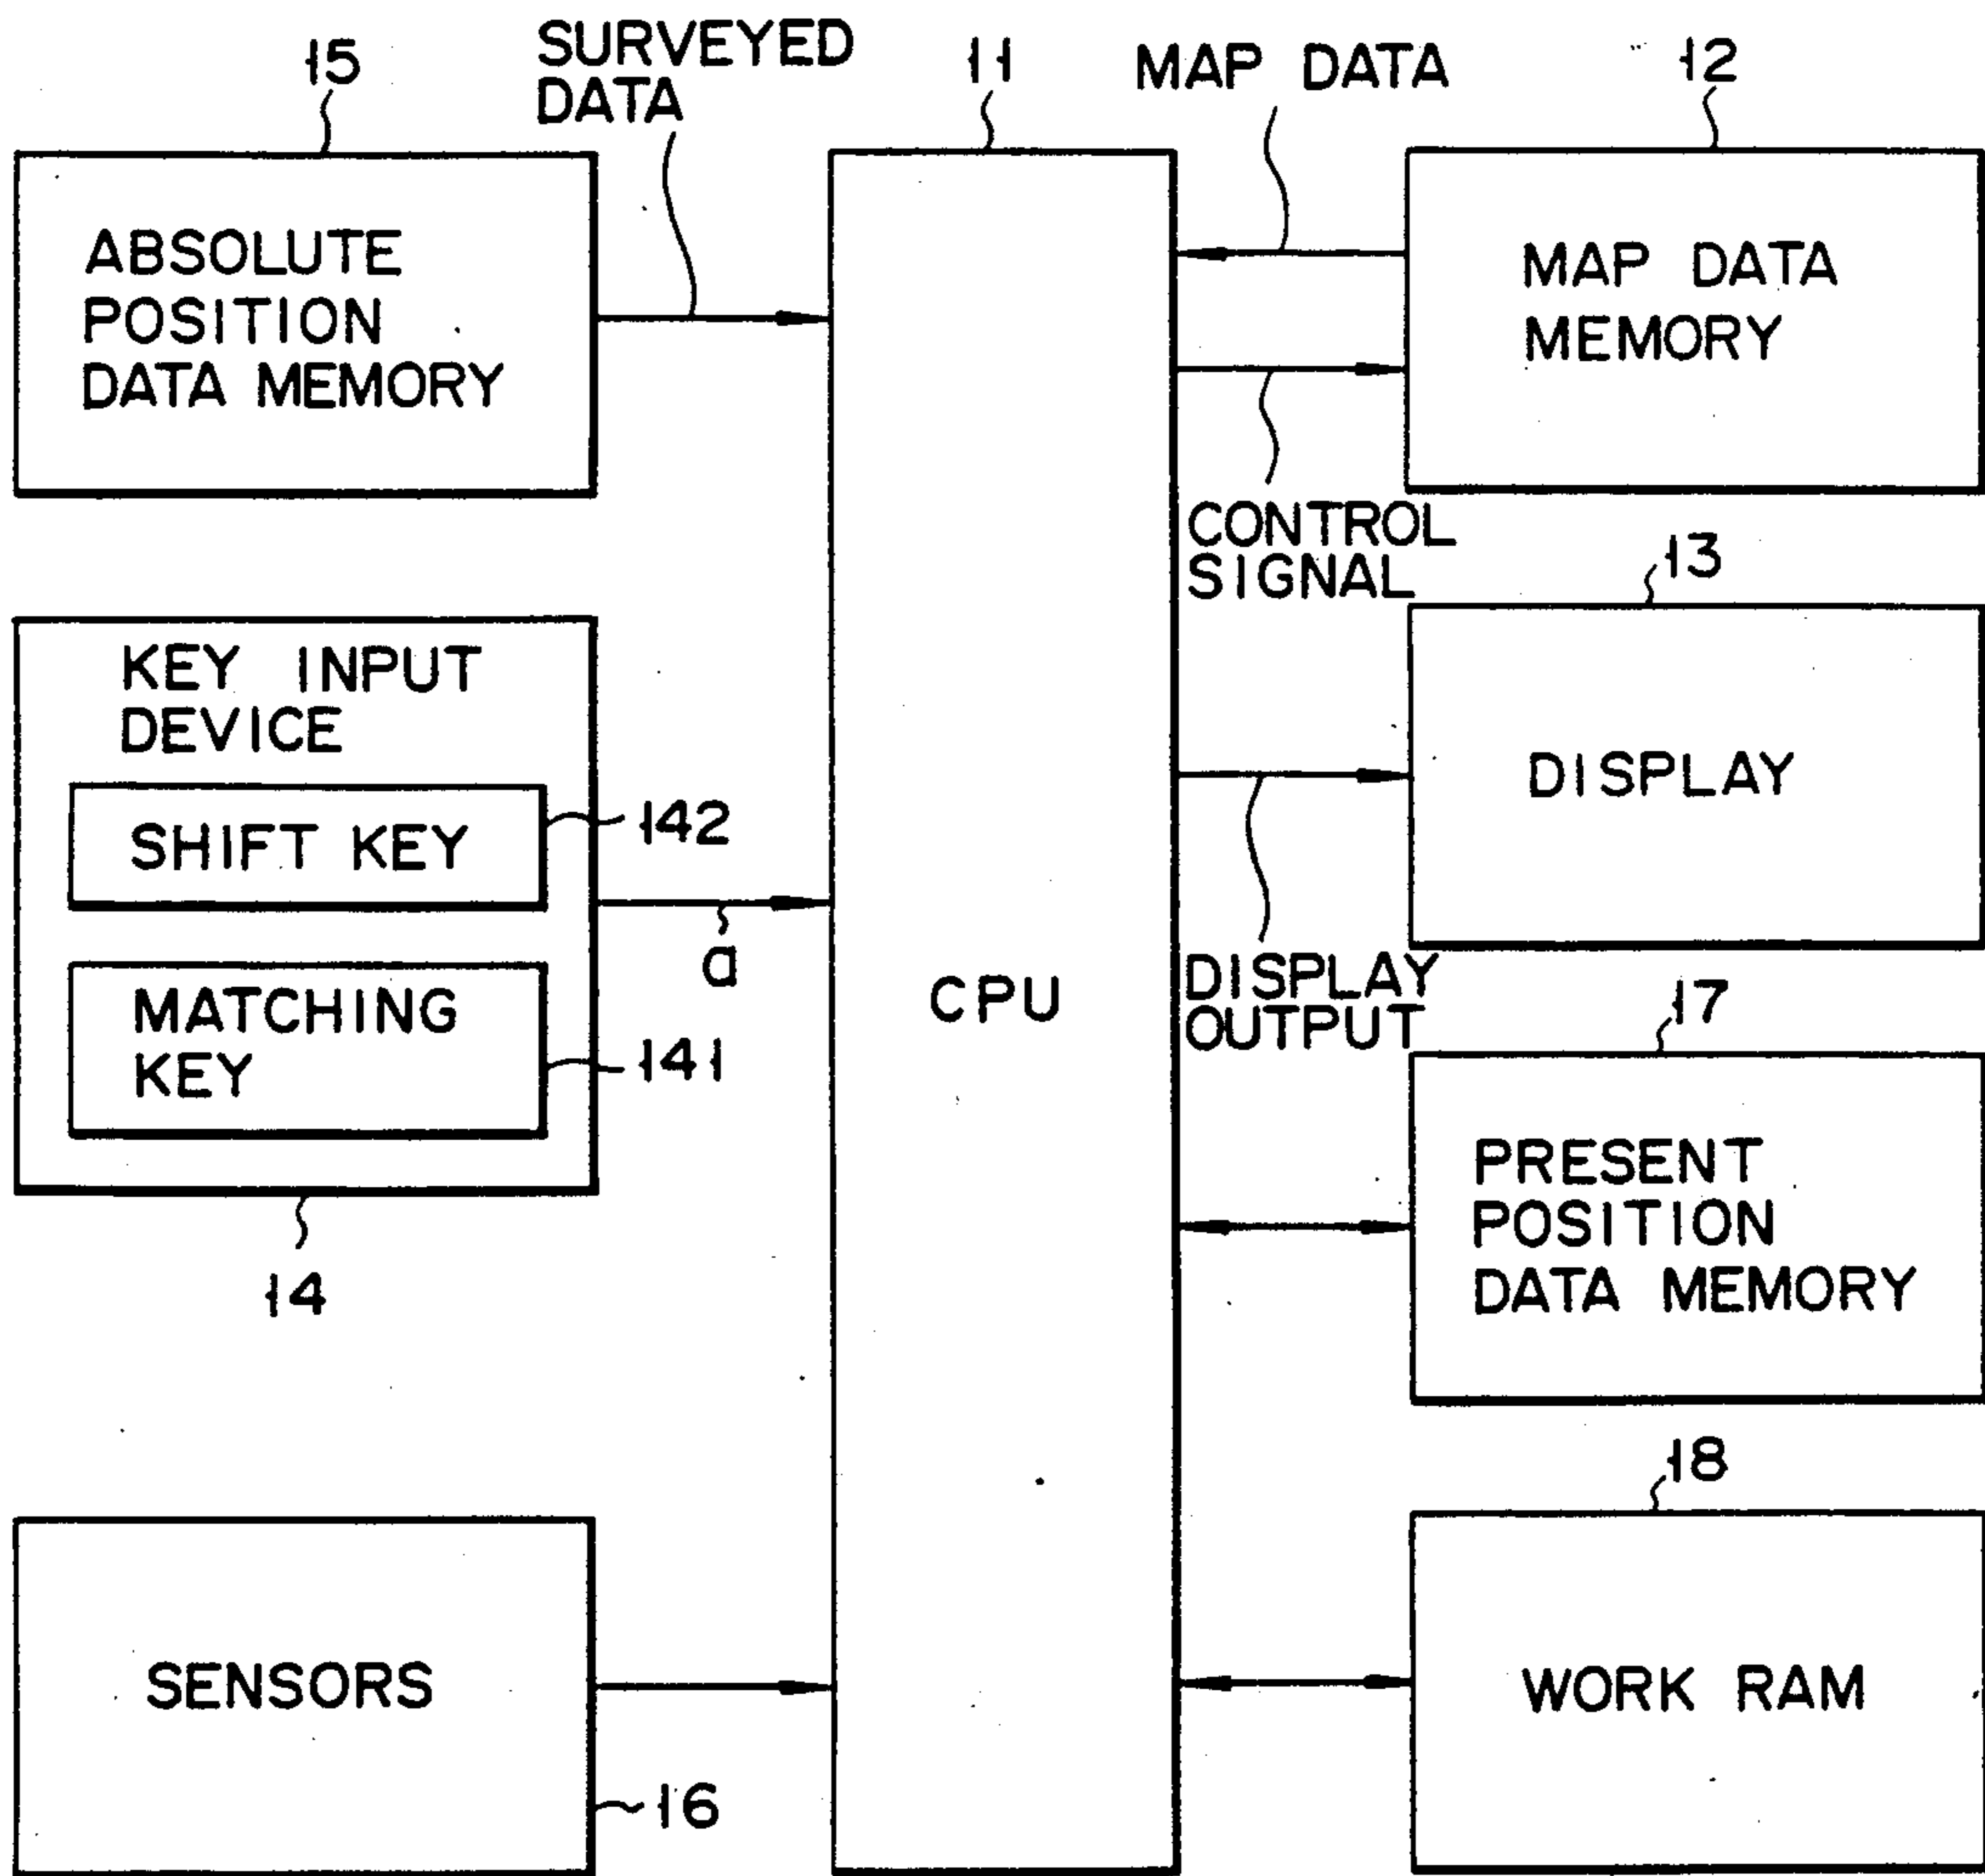 15
SURVEYED
DATA
11
MAP DATA
12
ABSOLUTE
POSITION
DATA MEMORY
MAP DATA
MEMORY
CONTROL
SIGNAL
13
KEY INPUT
DEVICE
SHIFT KEY
142
DISPLAY
a
MATCHING
KEY
141
CPU
DISPLAY
OUTPUT
17
14
PRESENT
POSITION
DATA MEMORY
18
SENSORS
16
WORK RAM